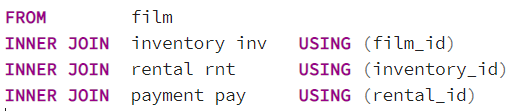 FROM film
INNER JOIN inventory inv USING (film_id)
INNER JOIN rental rnt USING (inventory_id)
INNER JOIN payment pay USING (rental_id)